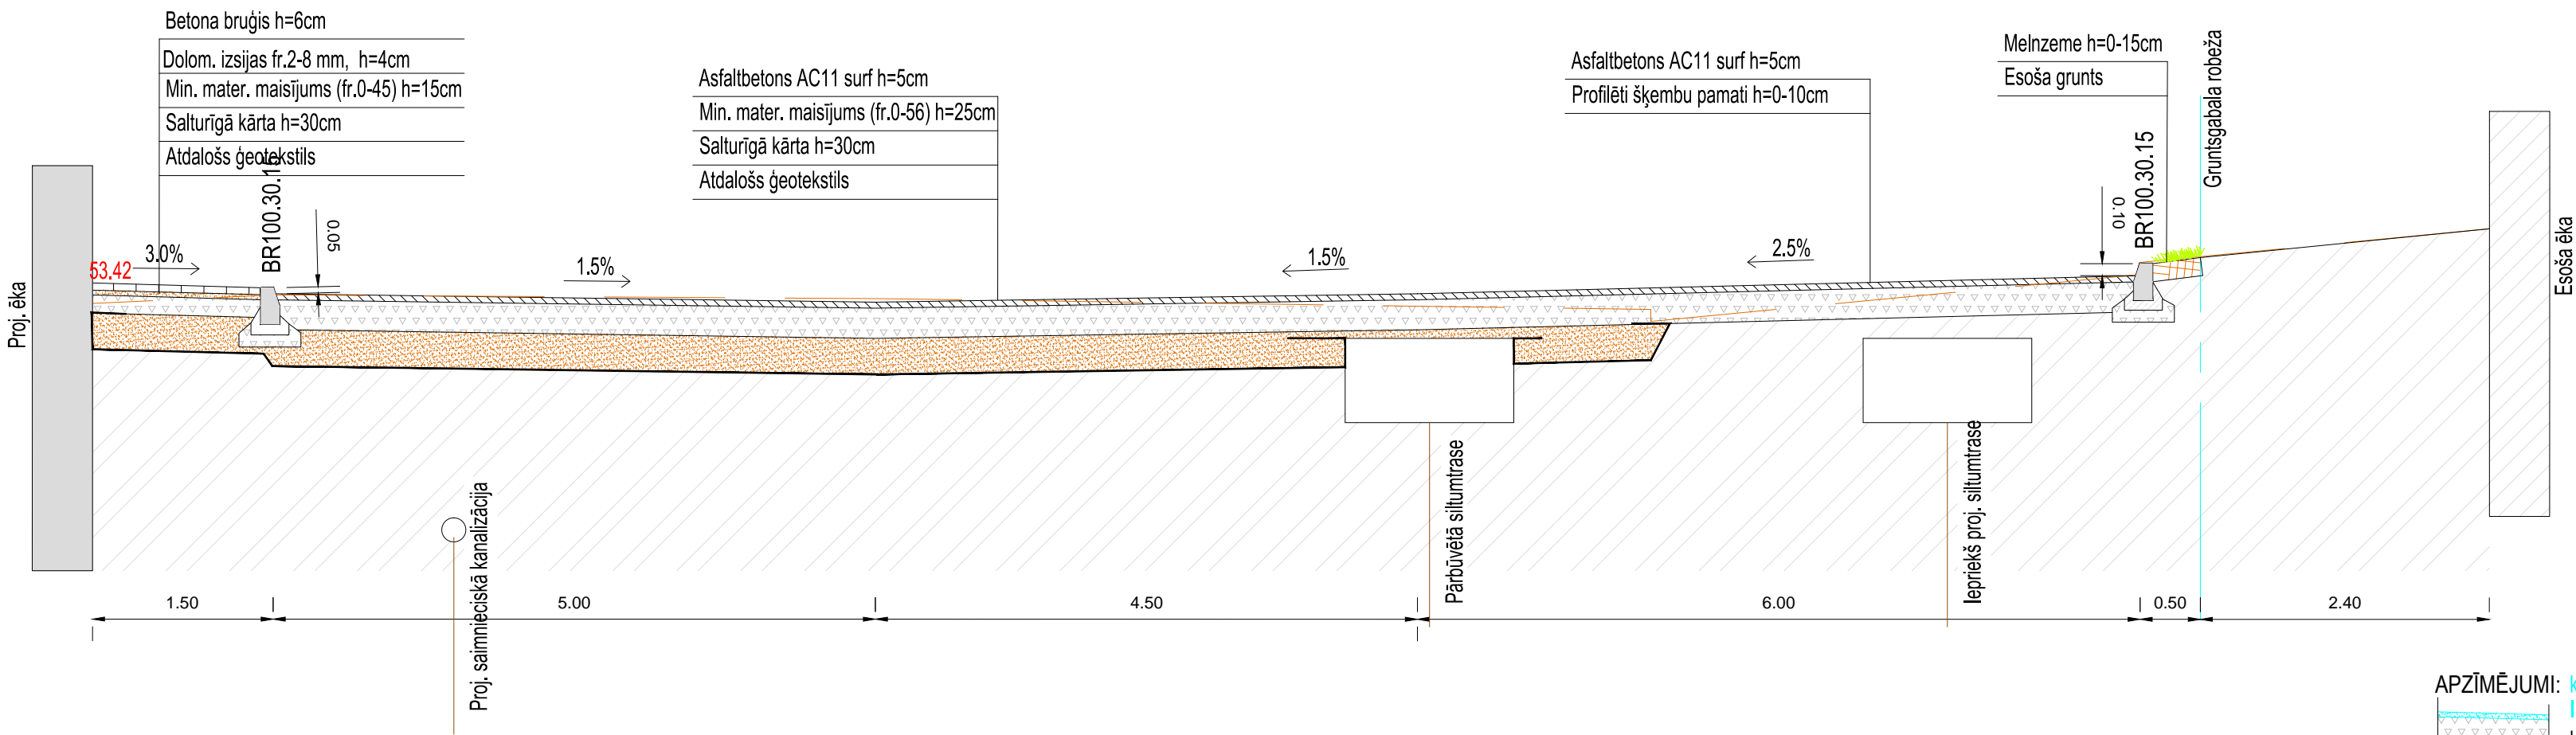 Betona bruģis h=6cm
Dolom. izsijas fr.2-8 mm, h=4cm
Min. mater. maisījums (fr.0-45) h=15cm
Salturīgā kārta h=30cm
Atdalošs ģeotekstils
BR100.30.15
0.05
3.0%
53.42
Proj. ēka
Asfaltbetons AC11 surf h=5cm
Min. mater. maisījums (fr.0-56) h=25cm
Salturīgā kārta h=30cm
Atdalošs ģeotekstils
1.5%
1.5%
2.5%
Asfaltbetons AC11 surf h=5cm
Profilēti šķembu pamati h=0-10cm
Melnzeme h=0-15cm
Esoša grunts
0.10
BR100.30.15
Gruntsgabala robeža
Esoša ēka
Proj. saimnieciskā kanalizācija
Pārbūvētā siltumtrase
Iepriekš proj. siltumtrase
1.50
5.00
4.50
6.00
0.50
2.40
APZĪMĒJUMI: